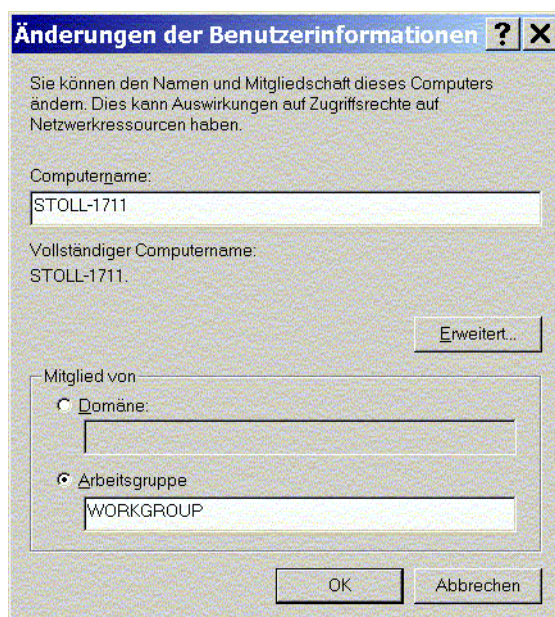 Änderungen der Benutzerinformationen
Sie können den Namen und Mitgliedschaft dieses Computers
ändern. Dies kann Auswirkungen auf Zugriffsrechte auf
Netzwerkressourcen haben.
Computername:
STOLL-1711
Vollständiger Computername:
STOLL-1711.
Erweitert...
Mitglied von
Domäne:
Arbeitsgruppe
WORKGROUP
OK
Abbrechen